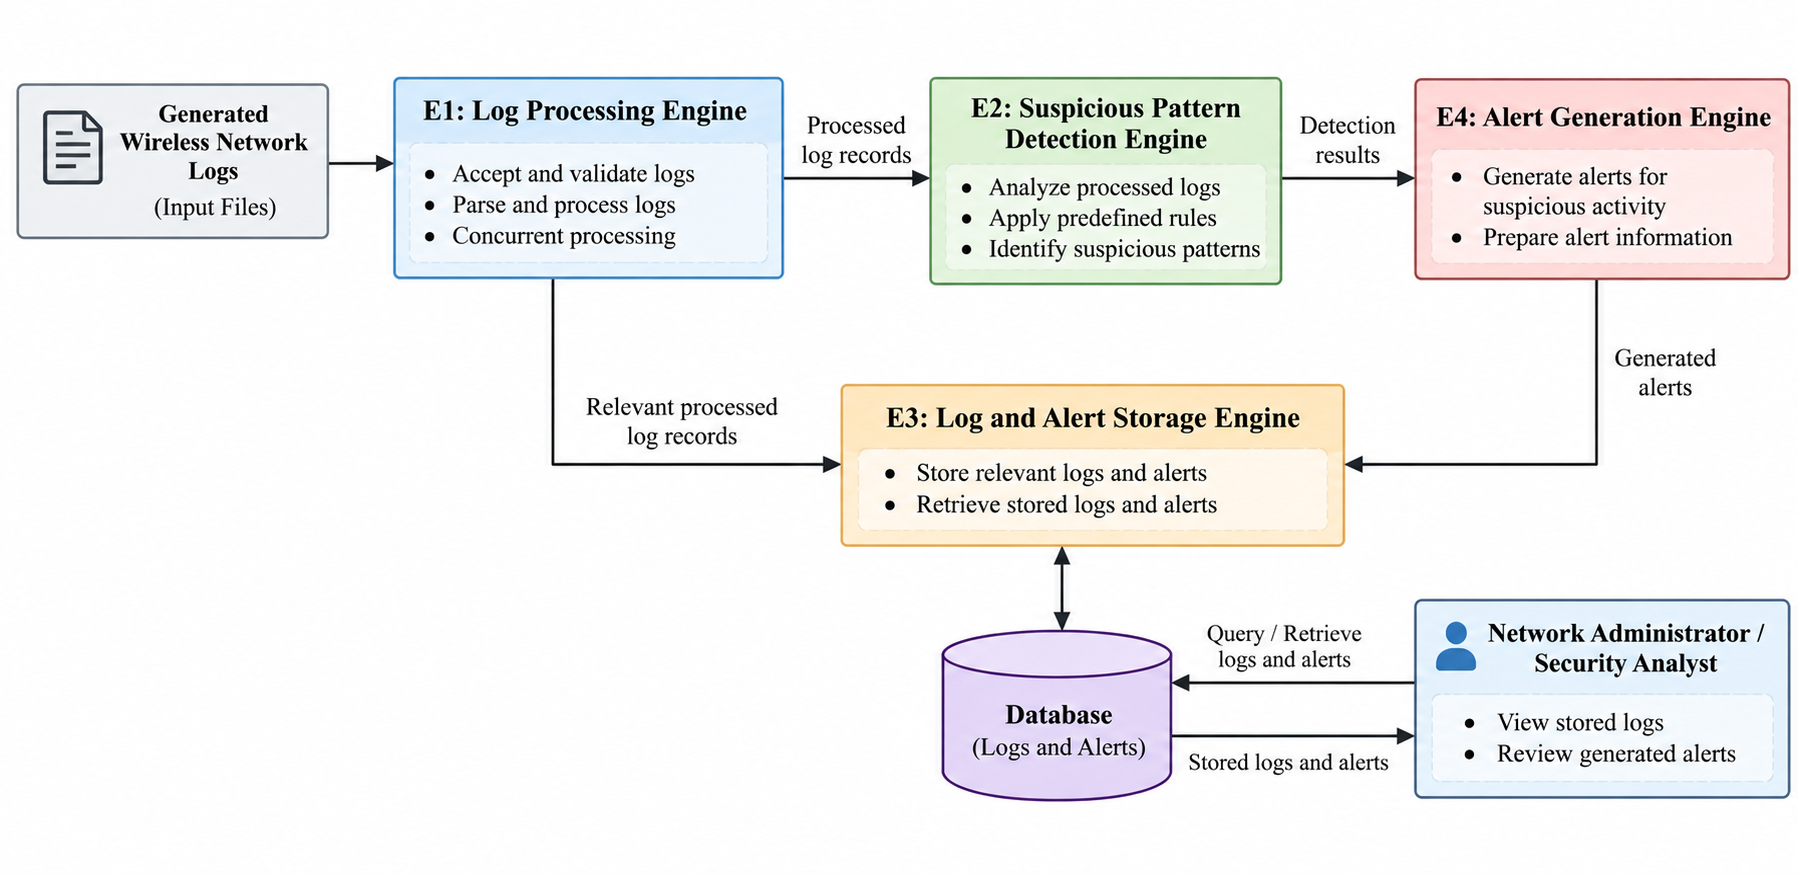 Generated
Wireless Network
Logs
(Input Files)
E1: Log Processing Engine
• Accept and validate logs
• Parse and process logs
• Concurrent processing
Processed
log records
E2: Suspicious Pattern
Detection Engine
• Analyze processed logs
• Apply predefined rules
• Identify suspicious patterns
Detection
results
E4: Alert Generation Engine
• Generate alerts for
suspicious activity
• Prepare alert information
Relevant processed
log records
Generated
alerts
E3: Log and Alert Storage Engine
• Store relevant logs and alerts
• Retrieve stored logs and alerts
Database
(Logs and Alerts)
Query / Retrieve
logs and alerts
Stored logs and alerts
Network Administrator /
Security Analyst
• View stored logs
• Review generated alerts